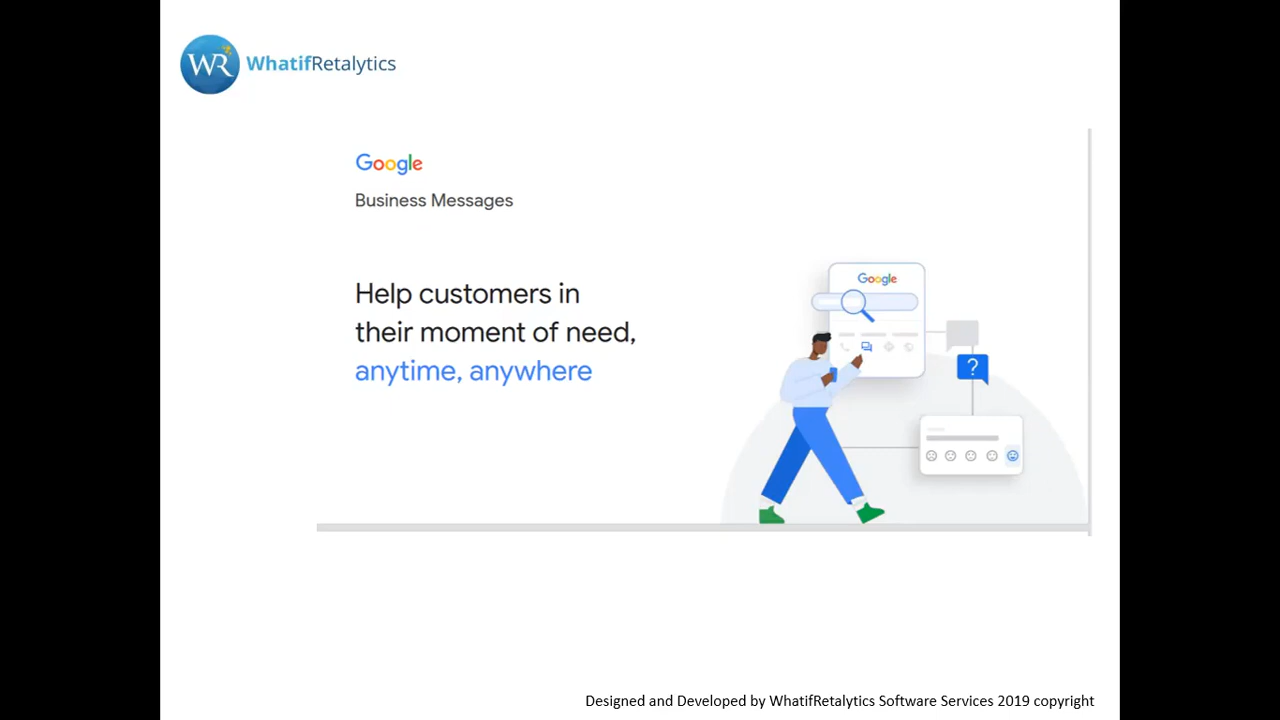 WR WhatifRetalytics
Google
Business Messages
Help customers in
their moment of need,
anytime, anywhere
Google
?
Designed and Developed by WhatifRetalytics Software Services 2019 copyright